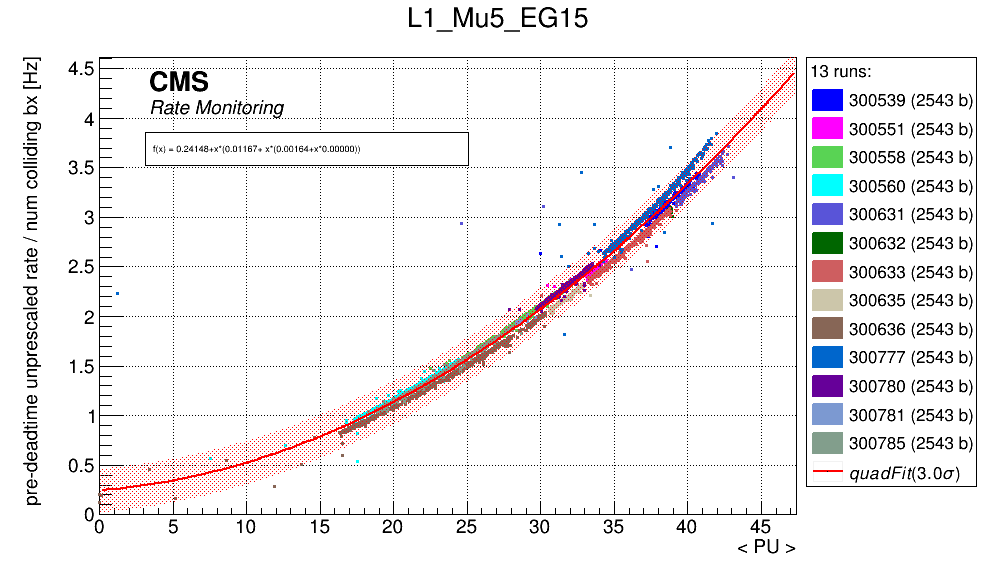 L1_Mu5_EG15
pre-deadtime unprescaled rate / num colliding bx [Hz]
CMS
Rate Monitoring
f(x) = 0.24148+x*(0.01167+ x*(0.00164+x*0.00000))
4.5
4
3.5
3
2.5
2
1.5
1
0.5
0
0 5 10 15 20 25 30 35 40 45
< PU >
13 runs:
300539 (2543 b)
300551 (2543 b)
300558 (2543 b)
300560 (2543 b)
300631 (2543 b)
300632 (2543 b)
300633 (2543 b)
300635 (2543 b)
300636 (2543 b)
300777 (2543 b)
300780 (2543 b)
300781 (2543 b)
300785 (2543 b)
quadFit(3.0σ)